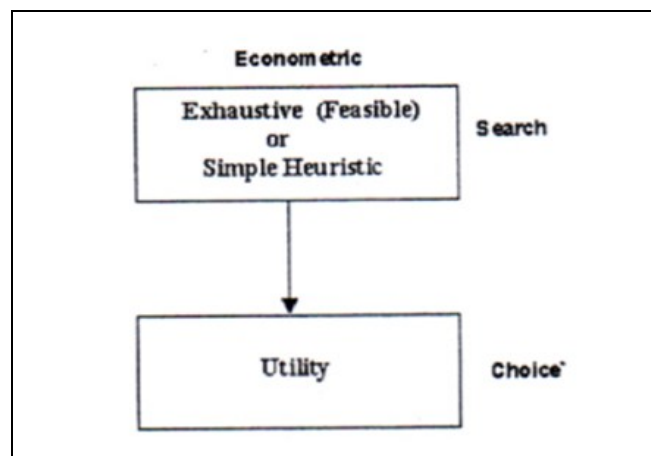 Econometric
Exhaustive (Feasible)
or
Simple Heuristic
Search
Utility
Choice`